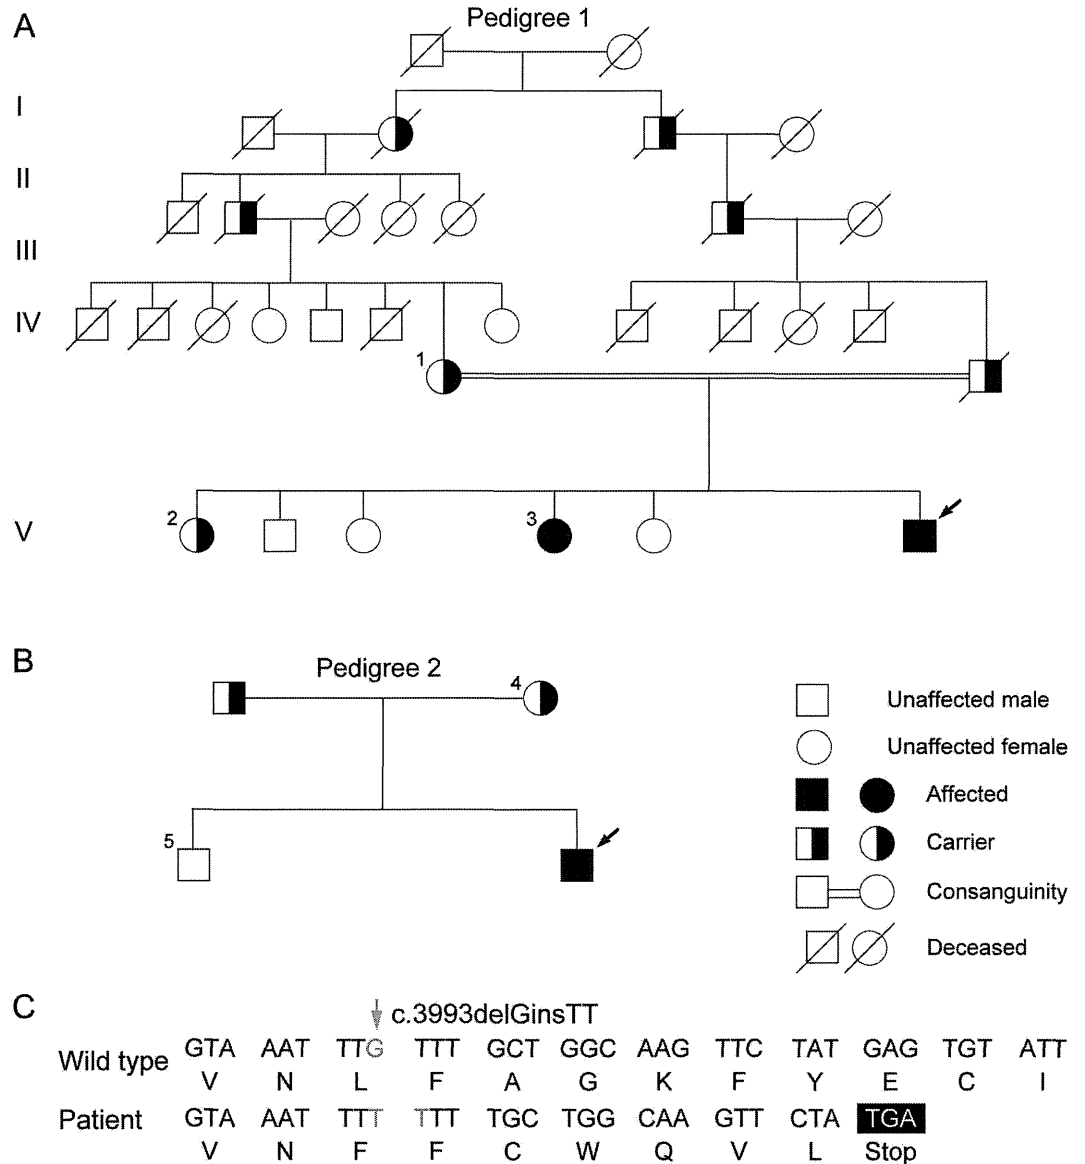 A
Pedigree 1
I
II
III
IV
1
2
3
V
B
Pedigree 2
4
5
Unaffected male
Unaffected female
Affected
Carrier
Consanguinity
Deceased
C
c.3993delGinsTT
Wild type GTA AAT TTG TTT GCT GGC AAG TTC TAT GAG TGT ATT
V N L F A G K F Y E C I
Patient GTA AAT TTT TTT TGC TGG CAA GTT CTA TGA
V N F F C W Q V L Stop